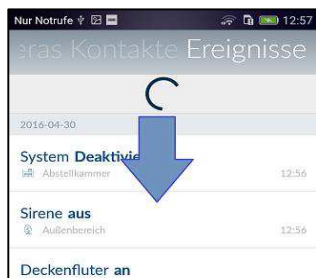 Nur Notrufe 12:57
eras Kontakte Ereignisse
2016-04-30
System Deaktivie
Abstellkammer 12:56
Sirene aus
Außenbereich 12:56
Deckenfluter an